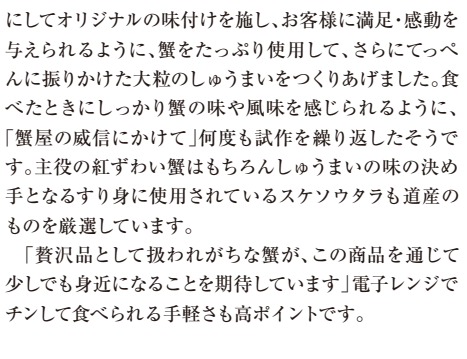 にしてオリジナルの味付けを施し、お客様に満足・感動を
与えられるように、蟹をたっぷり使用して、さらにてっぺ
んに振りかけた大粒のしゅうまいをつくりあげました。食
べたときにしっかり蟹の味や風味を感じられるように、
「蟹屋の威信にかけて」何度も試作を繰り返したそうで
す。主役の紅ずわい蟹はもちろんしゅうまいの味の決め
手となるすり身に使用されているスケソウタラも道産の
ものを厳選しています。
「贅沢品として扱われがちな蟹が、この商品を通じて
少しでも身近になることを期待しています」電子レンジで
チンして食べられる手軽さも高ポイントです。